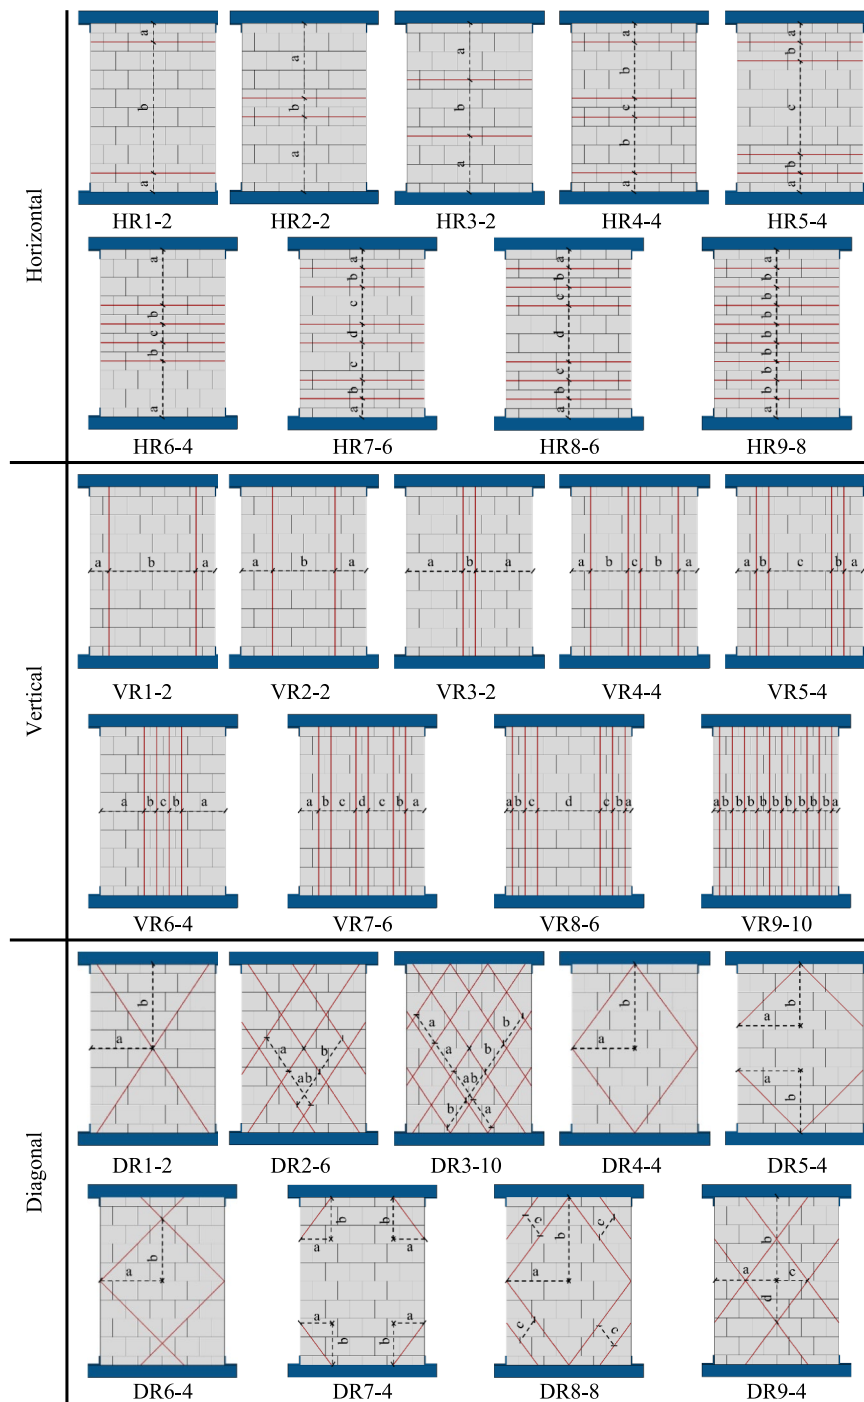 Horizontal
a
b
a
a
b
a
a
b
a
a
b
c
b
a
a
b
c
b
a
HR1-2 HR2-2 HR3-2 HR4-4 HR5-4
a
b
c
b
a
a
b
c
d
c
b
a
a
b
c
d
c
b
a
a
b
b
b
b
b
b
b
a
HR6-4 HR7-6 HR8-6 HR9-8
Vertical
a b a a b a a b a a b c b a a b c b a
VR1-2 VR2-2 VR3-2 VR4-4 VR5-4
a b c b a a b c d c b a a b c d c b a a b b b b b b b b b a
VR6-4 VR7-6 VR8-6 VR9-10
Diagonal
b
a
a b
a b
a b
a b
b a
b
a
b
a
a
b
DR1-2 DR2-6 DR3-10 DR4-4 DR5-4
b
a
b b
a a
a a
b b
c c
b
a
c c
b
a c
d
DR6-4 DR7-4 DR8-8 DR9-4